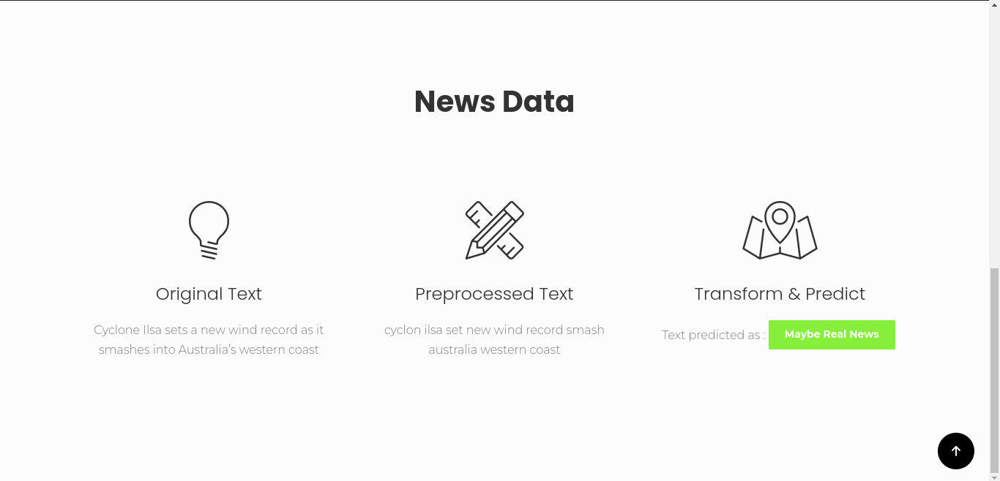 News Data
Original Text
Cyclone Ilsa sets a new wind record as it
smashes into Australia’s western coast
Preprocessed Text
cyclon ilsa set new wind record smash
australia western coast
Transform & Predict
Text predicted as : Maybe Real News